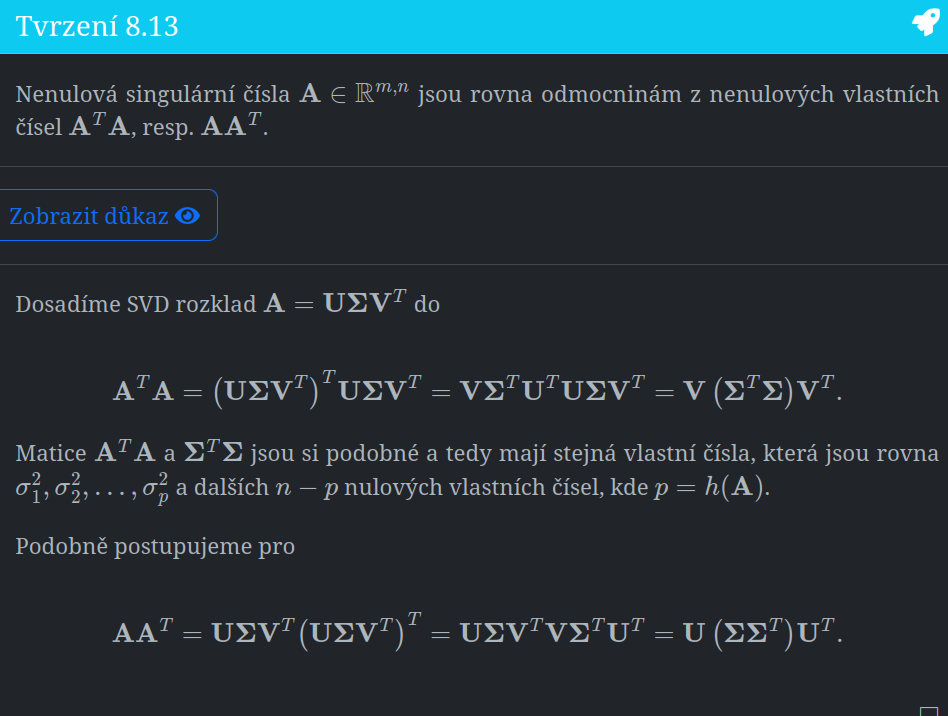 Tvrzení 8.13
Nenulová singulární čísla $\mathbf{A} \in \mathbb{R}^{m,n}$ jsou rovna odmocninám z nenulových vlastních
čísel $\mathbf{A}^T\mathbf{A}$, resp. $\mathbf{A}\mathbf{A}^T$.
Zobrazit důkaz
Dosadíme SVD rozklad $\mathbf{A} = \mathbf{U}\mathbf{\Sigma}\mathbf{V}^T$ do
$\mathbf{A}^T\mathbf{A} = \left(\mathbf{U}\mathbf{\Sigma}\mathbf{V}^T\right)^T \mathbf{U}\mathbf{\Sigma}\mathbf{V}^T = \mathbf{V}\mathbf{\Sigma}^T\mathbf{U}^T\mathbf{U}\mathbf{\Sigma}\mathbf{V}^T = \mathbf{V}\left(\mathbf{\Sigma}^T\mathbf{\Sigma}\right)\mathbf{V}^T.$
Matice $\mathbf{A}^T\mathbf{A}$ a $\mathbf{\Sigma}^T\mathbf{\Sigma}$ jsou si podobné a tedy mají stejná vlastní čísla, která jsou rovna
$\sigma_1^2, \sigma_2^2, \ldots, \sigma_p^2$ a dalších $n - p$ nulových vlastních čísel, kde $p = h(\mathbf{A})$.
Podobně postupujeme pro
$\mathbf{A}\mathbf{A}^T = \mathbf{U}\mathbf{\Sigma}\mathbf{V}^T\left(\mathbf{U}\mathbf{\Sigma}\mathbf{V}^T\right)^T = \mathbf{U}\mathbf{\Sigma}\mathbf{V}^T\mathbf{V}\mathbf{\Sigma}^T\mathbf{U}^T = \mathbf{U}\left(\mathbf{\Sigma}\mathbf{\Sigma}^T\right)\mathbf{U}^T.$